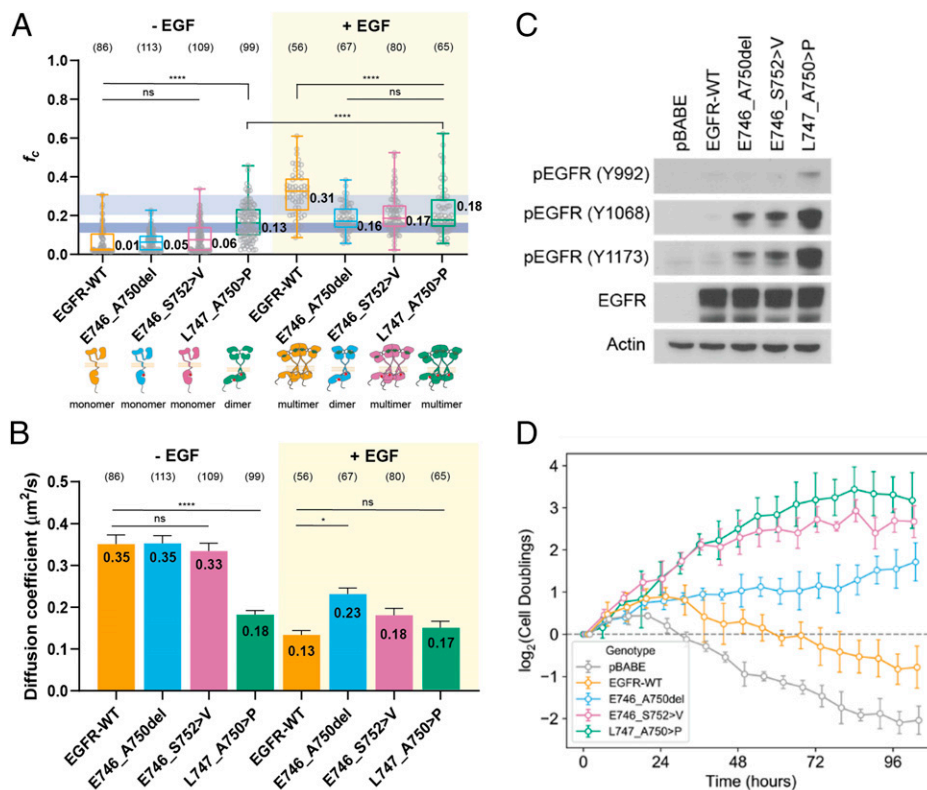 A
- EGF
+ EGF
(86)
(113)
(109)
(99)
(56)
(67)
(80)
(65)
****
ns
****
ns
****
fc
1.0
0.8
0.6
0.4
0.2
0.0
0.01
0.05
0.06
0.13
0.31
0.16
0.17
0.18
EGFR-WT
E746_A750del
E746_S752>V
L747_A750>P
EGFR-WT
E746_A750del
E746_S752>V
L747_A750>P
monomer
monomer
monomer
dimer
multimer
dimer
multimer
multimer
B
- EGF
+ EGF
(86)
(113)
(109)
(99)
(56)
(67)
(80)
(65)
****
ns
ns
*
Diffusion coefficient (µm²/s)
0.5
0.4
0.3
0.2
0.1
0.0
0.35
0.35
0.33
0.18
0.13
0.23
0.18
0.17
EGFR-WT
E746_A750del
E746_S752>V
L747_A750>P
EGFR-WT
E746_A750del
E746_S752>V
L747_A750>P
C
pBABE
EGFR-WT
E746_A750del
E746_S752>V
L747_A750>P
pEGFR (Y992)
pEGFR (Y1068)
pEGFR (Y1173)
EGFR
Actin
D
log₂(Cell Doublings)
4
3
2
1
0
−1
−2
Genotype
pBABE
EGFR-WT
E746_A750del
E746_S752>V
L747_A750>P
0
24
48
72
96
Time (hours)